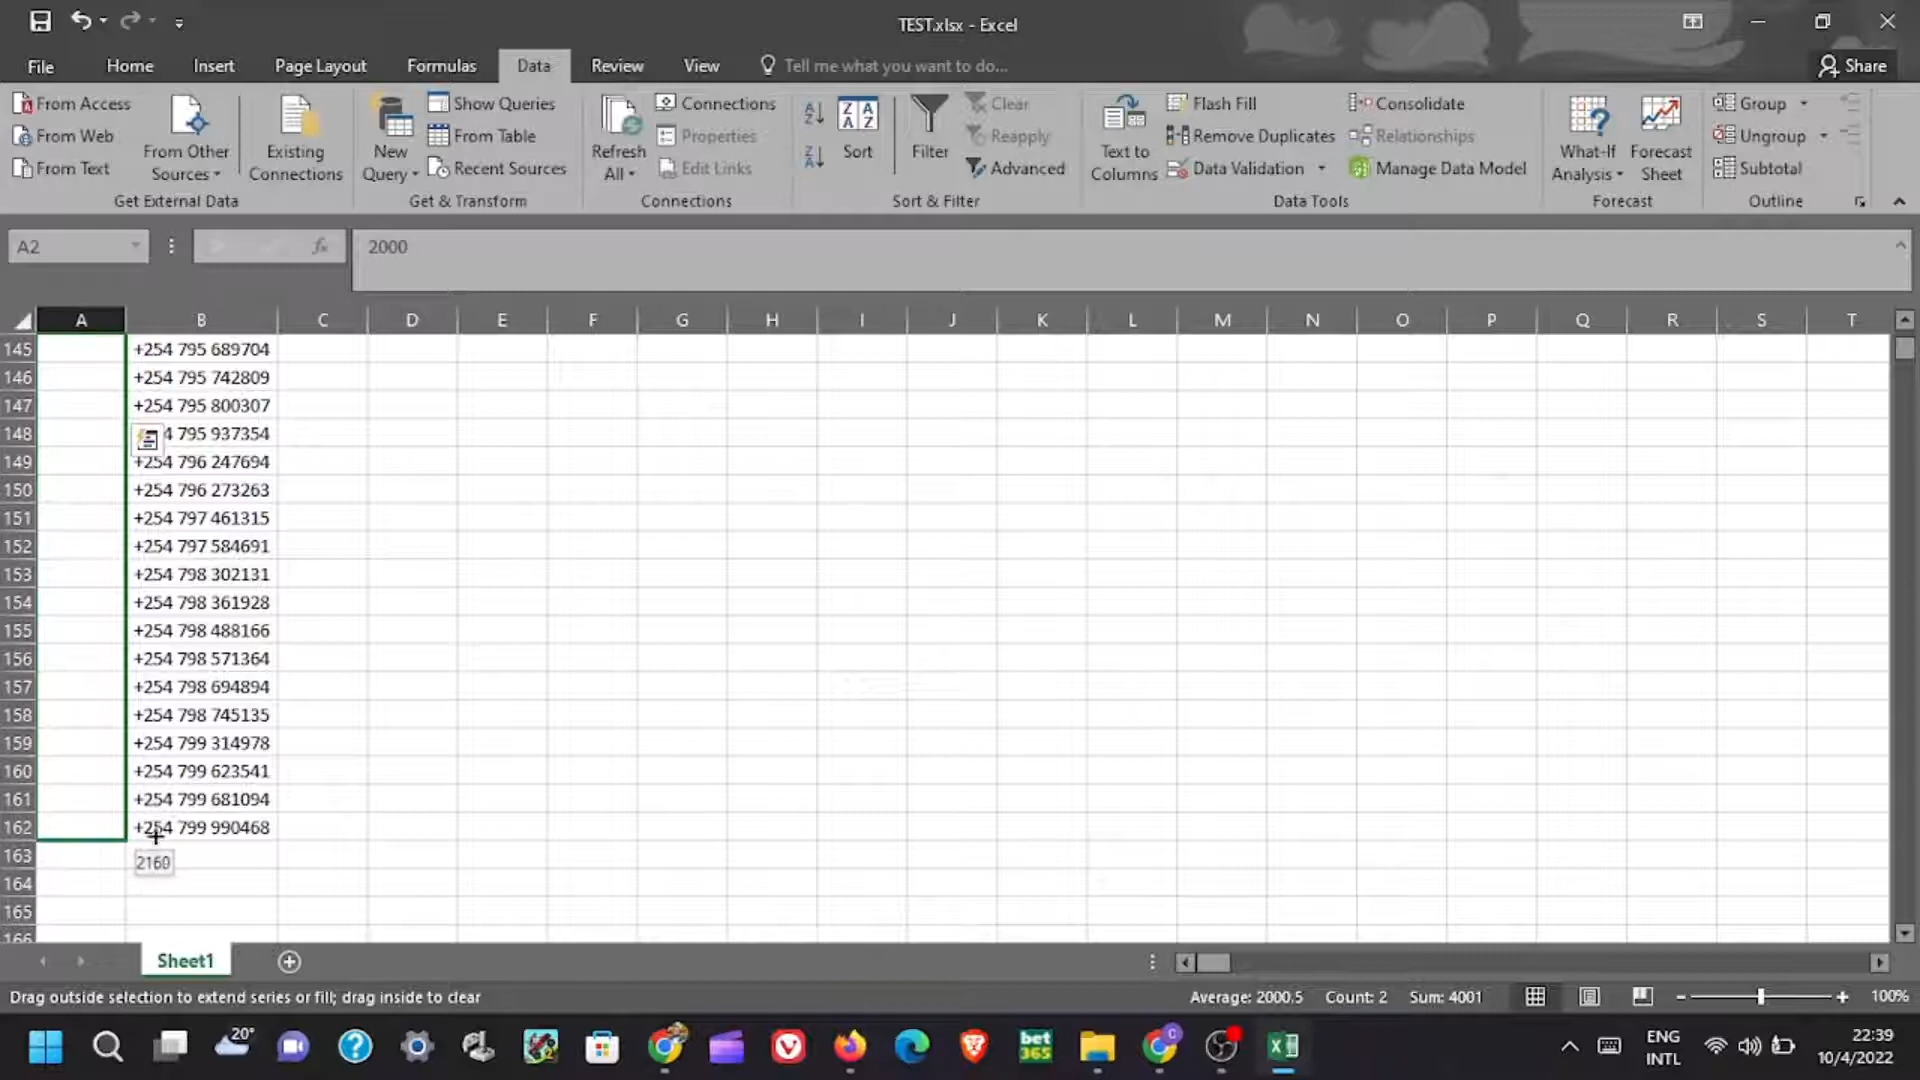 TEST.xlsx - Excel
File Home Insert Page Layout Formulas Data Review View Tell me what you want to do... Share
From Access
From Web
From Text
From Other Sources
Existing Connections
Get External Data
New Query
Show Queries
From Table
Recent Sources
Get & Transform
Refresh All
Connections
Properties
Edit Links
Connections
Sort
Filter
Clear
Reapply
Advanced
Sort & Filter
Text to Columns
Flash Fill
Remove Duplicates
Data Validation
Consolidate
Relationships
Manage Data Model
Data Tools
What-If Analysis
Forecast Sheet
Forecast
Group
Ungroup
Subtotal
Outline
A2 fx 2000
A B C D E F G H I J K L M N O P Q R S T
145 +254 795 689704
146 +254 795 742809
147 +254 795 800307
148 4 795 937354
149 +254 796 247694
150 +254 796 273263
151 +254 797 461315
152 +254 797 584691
153 +254 798 302131
154 +254 798 361928
155 +254 798 488166
156 +254 798 571364
157 +254 798 694894
158 +254 798 745135
159 +254 799 314978
160 +254 799 623541
161 +254 799 681094
162 +254 799 990468
163 2160
164
165
166
Sheet1
Drag outside selection to extend series or fill; drag inside to clear Average: 2000.5 Count: 2 Sum: 4001 100%
20° bet365 ENG INTL 22:39 10/4/2022